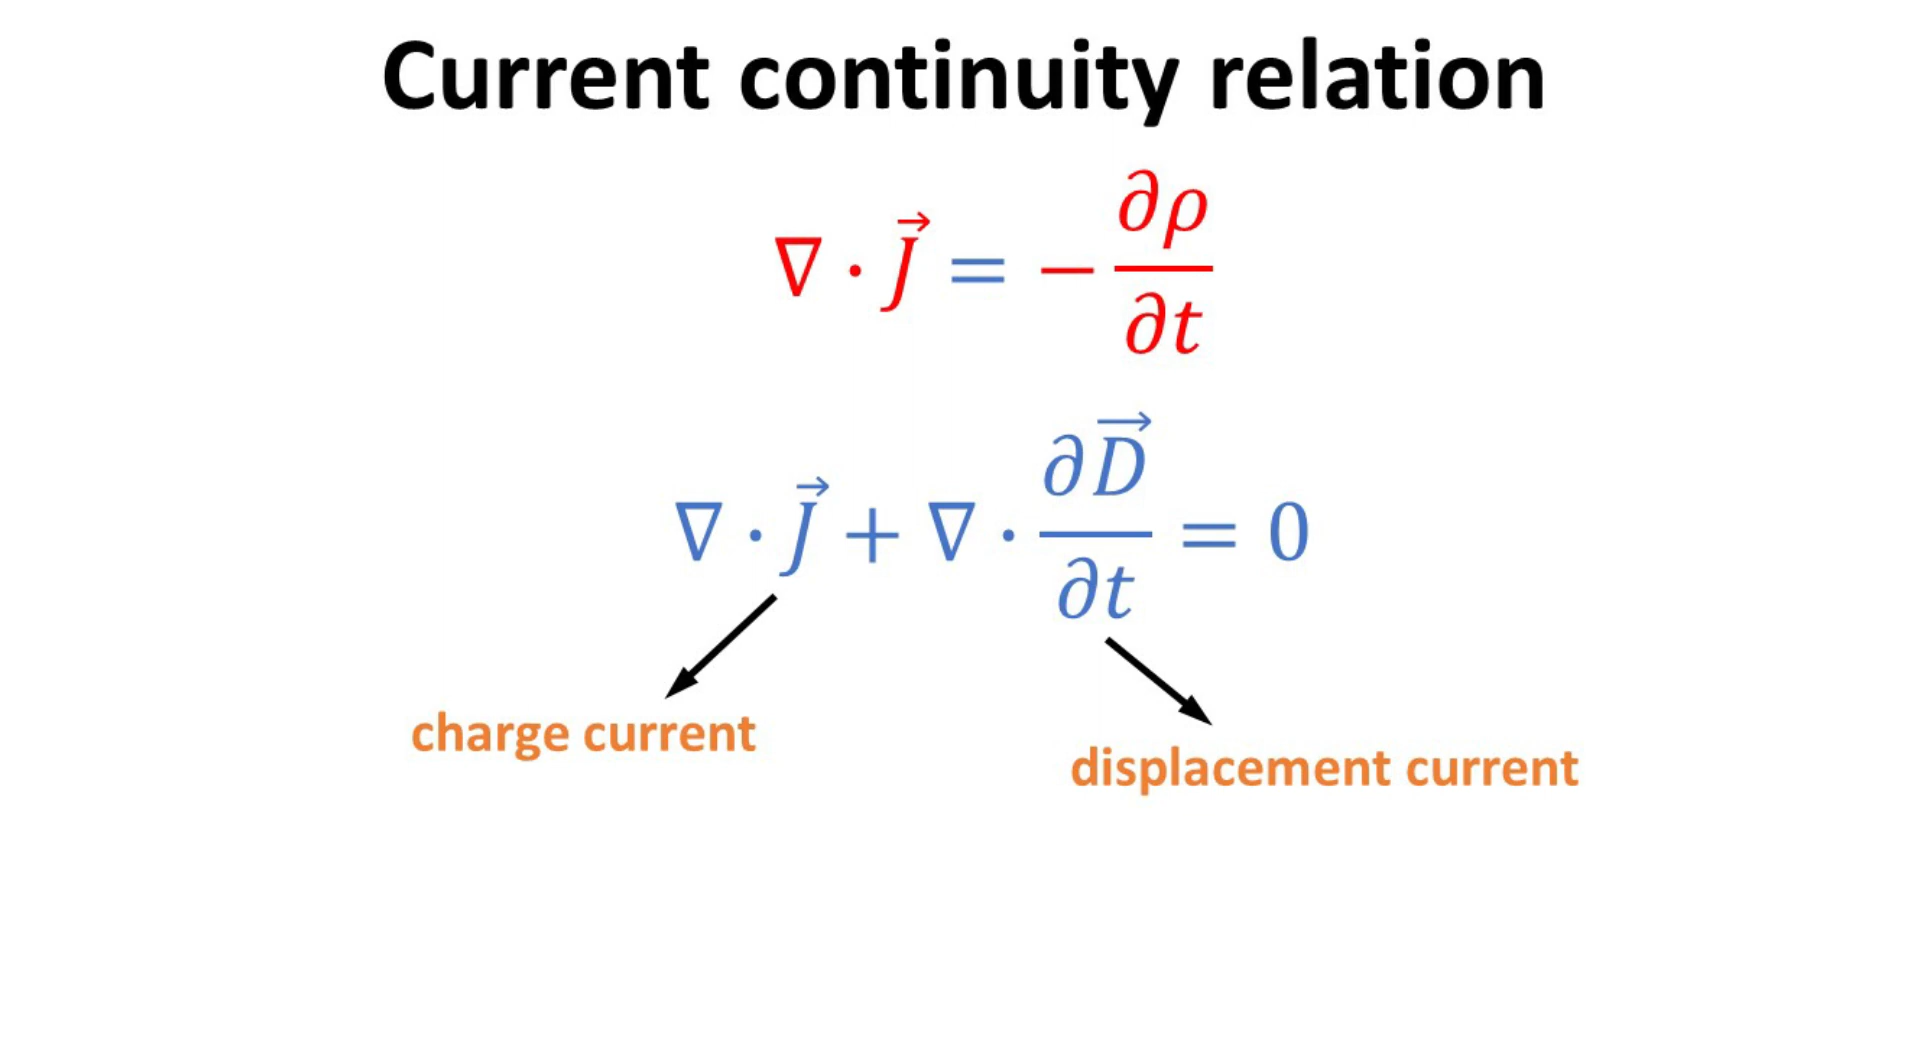 Current continuity relation
∇ · J⃗ = − ∂ρ/∂t
∇ · J⃗ + ∇ · ∂D⃗/∂t = 0
charge current
displacement current